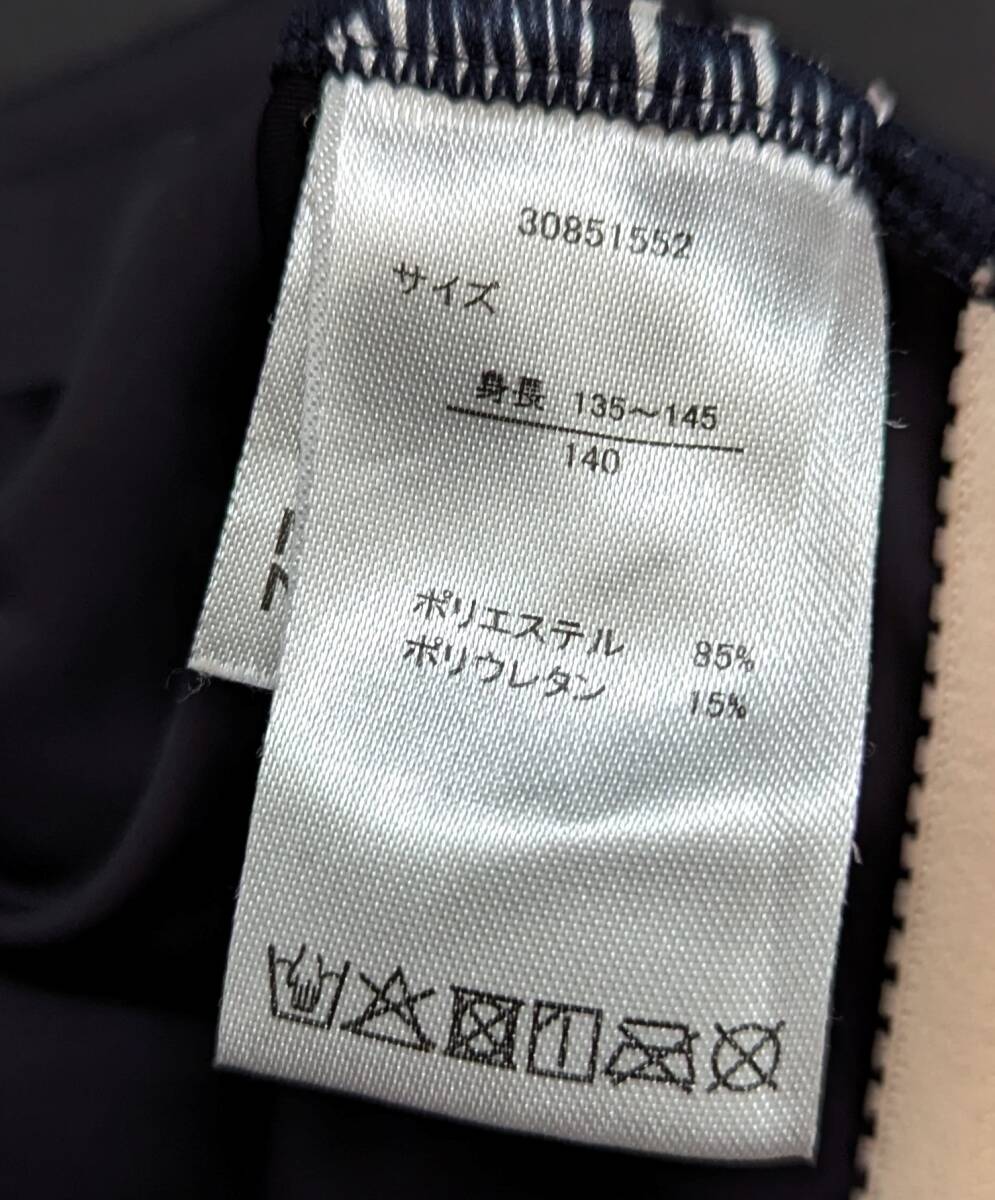 30851552
サイズ
身長 135～145
140
ポリエステル 85%
ポリウレタン 15%